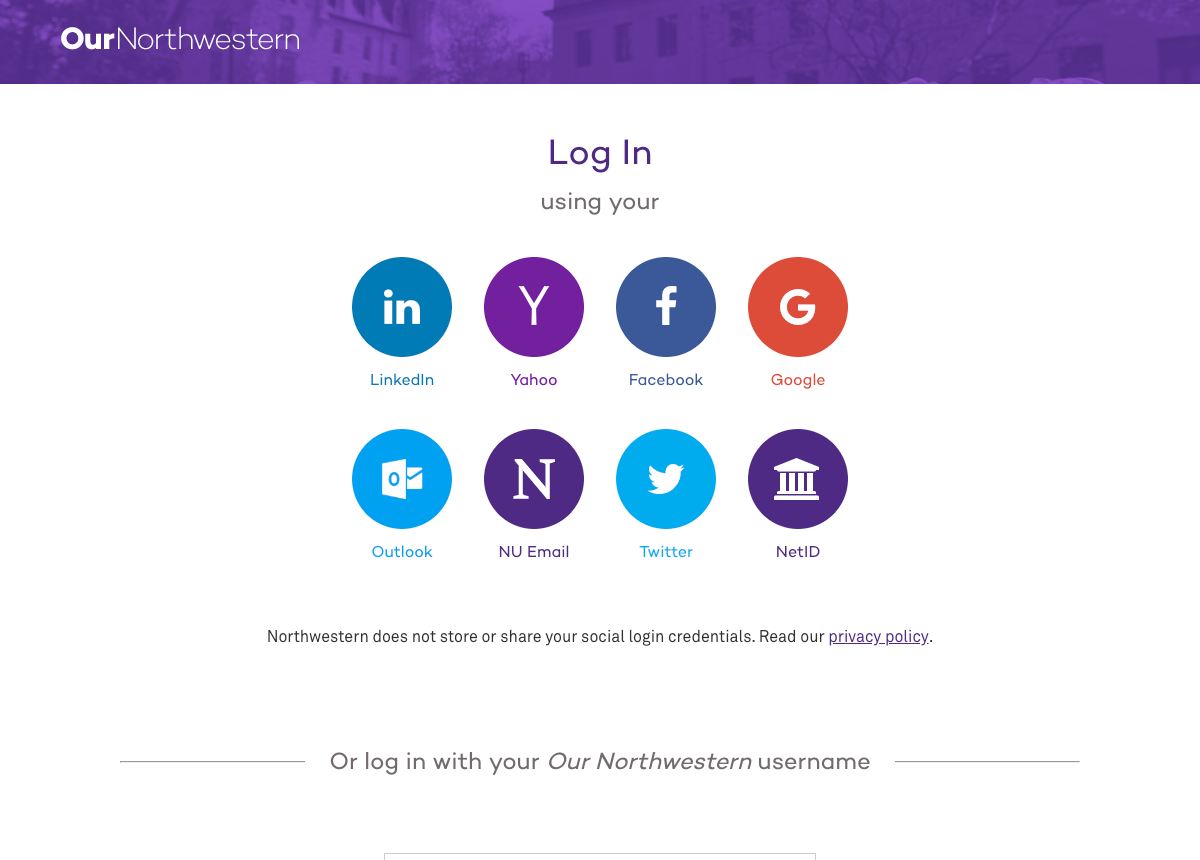 OurNorthwestern
Log In
using your
in Y f G
LinkedIn Yahoo Facebook Google
O N
Outlook NU Email Twitter NetID
Northwestern does not store or share your social login credentials. Read our privacy policy.
Or log in with your Our Northwestern username